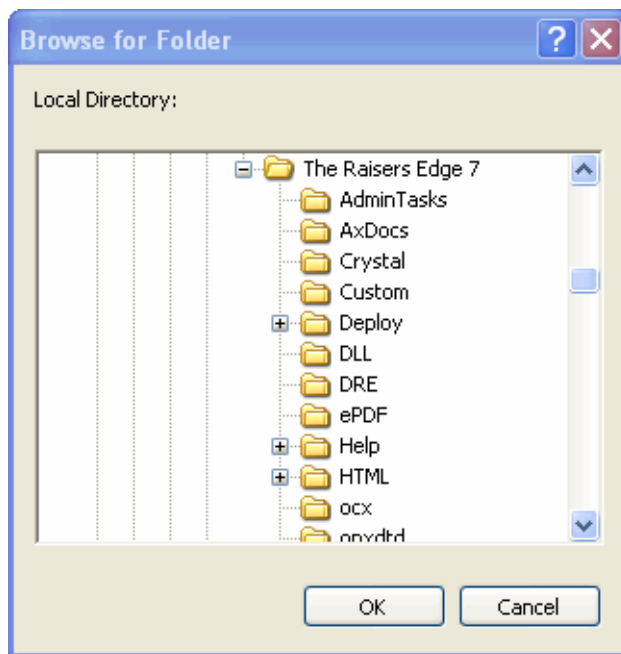 Browse for Folder
Local Directory:
The Raisers Edge 7
AdminTasks
AxDocs
Crystal
Custom
Deploy
DLL
DRE
ePDF
Help
HTML
ocx
OK Cancel